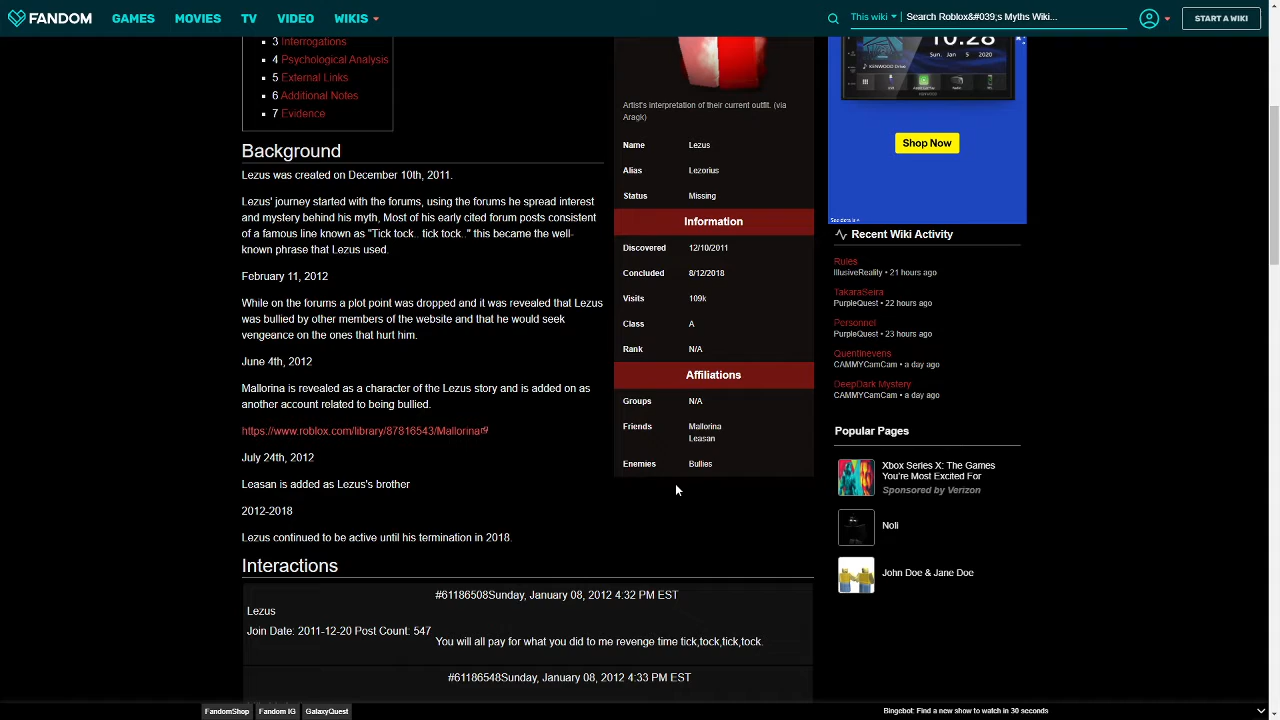 FANDOM
GAMES
MOVIES
TV
VIDEO
WIKIS
This wiki
Search Roblox&#039;s Myths Wiki...
START A WIKI
3 Interrogations
4 Psychological Analysis
5 External Links
6 Additional Notes
7 Evidence
Background
Lezus was created on December 10th, 2011.
Lezus' journey started with the forums, using the forums he spread interest
and mystery behind his myth, Most of his early cited forum posts consistent
of a famous line known as "Tick tock.. tick tock.." this became the well-
known phrase that Lezus used.
February 11, 2012
While on the forums a plot point was dropped and it was revealed that Lezus
was bullied by other members of the website and that he would seek
vengeance on the ones that hurt him.
June 4th, 2012
Mallorina is revealed as a character of the Lezus story and is added on as
another account related to being bullied.
https://www.roblox.com/library/87816543/Mallorina
July 24th, 2012
Leasan is added as Lezus's brother
2012-2018
Lezus continued to be active until his termination in 2018.
Interactions
#61186508Sunday, January 08, 2012 4:32 PM EST
Lezus
Join Date: 2011-12-20 Post Count: 547
You will all pay for what you did to me revenge time tick,tock,tick,tock.
#61186548Sunday, January 08, 2012 4:33 PM EST
Artist's interpretation of their current outfit. (via
Aragk)
Name Lezus
Alias Lezorius
Status Missing
Information
Discovered 12/10/2011
Concluded 8/12/2018
Visits 109k
Class A
Rank N/A
Affiliations
Groups N/A
Friends Mallorina
Leasan
Enemies Bullies
10:28
Sun. Jan 5 2020
KENWOOD Drive
Shop Now
Recent Wiki Activity
Rules
IllusiveReality • 21 hours ago
TakaraSeira
PurpleQuest • 22 hours ago
Personnel
PurpleQuest • 23 hours ago
Quentinevens
CAMMYCamCam • a day ago
DeepDark Mystery
CAMMYCamCam • a day ago
Popular Pages
Xbox Series X: The Games
You're Most Excited For
Sponsored by Verizon
Noli
John Doe & Jane Doe
FandomShop
Fandom IG
GalaxyQuest
Bingebot: Find a new show to watch in 30 seconds